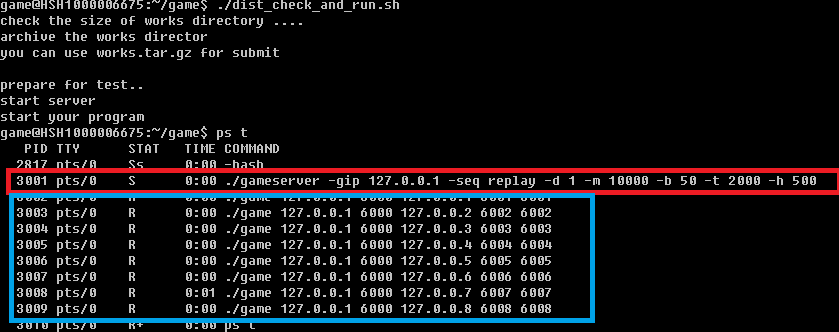 game@HSH1000006675:~/game$ ./dist_check_and_run.sh
check the size of works directory ....
archive the works director
you can use works.tar.gz for submit
prepare for test..
start server
start your program
game@HSH1000006675:~/game$ ps t
PID TTY STAT TIME COMMAND
2817 pts/0 Ss 0:00 -bash
3001 pts/0 S 0:00 ./gameserver -gip 127.0.0.1 -seq replay -d 1 -m 10000 -b 50 -t 2000 -h 500
3002 pts/0 R 0:00 ./game 127.0.0.1 6000 127.0.0.1 6001 6001
3003 pts/0 R 0:00 ./game 127.0.0.1 6000 127.0.0.2 6002 6002
3004 pts/0 R 0:00 ./game 127.0.0.1 6000 127.0.0.3 6003 6003
3005 pts/0 R 0:00 ./game 127.0.0.1 6000 127.0.0.4 6004 6004
3006 pts/0 R 0:00 ./game 127.0.0.1 6000 127.0.0.5 6005 6005
3007 pts/0 R 0:00 ./game 127.0.0.1 6000 127.0.0.6 6006 6006
3008 pts/0 R 0:01 ./game 127.0.0.1 6000 127.0.0.7 6007 6007
3009 pts/0 R 0:00 ./game 127.0.0.1 6000 127.0.0.8 6008 6008
3010 pts/0 R+ 0:00 ps t